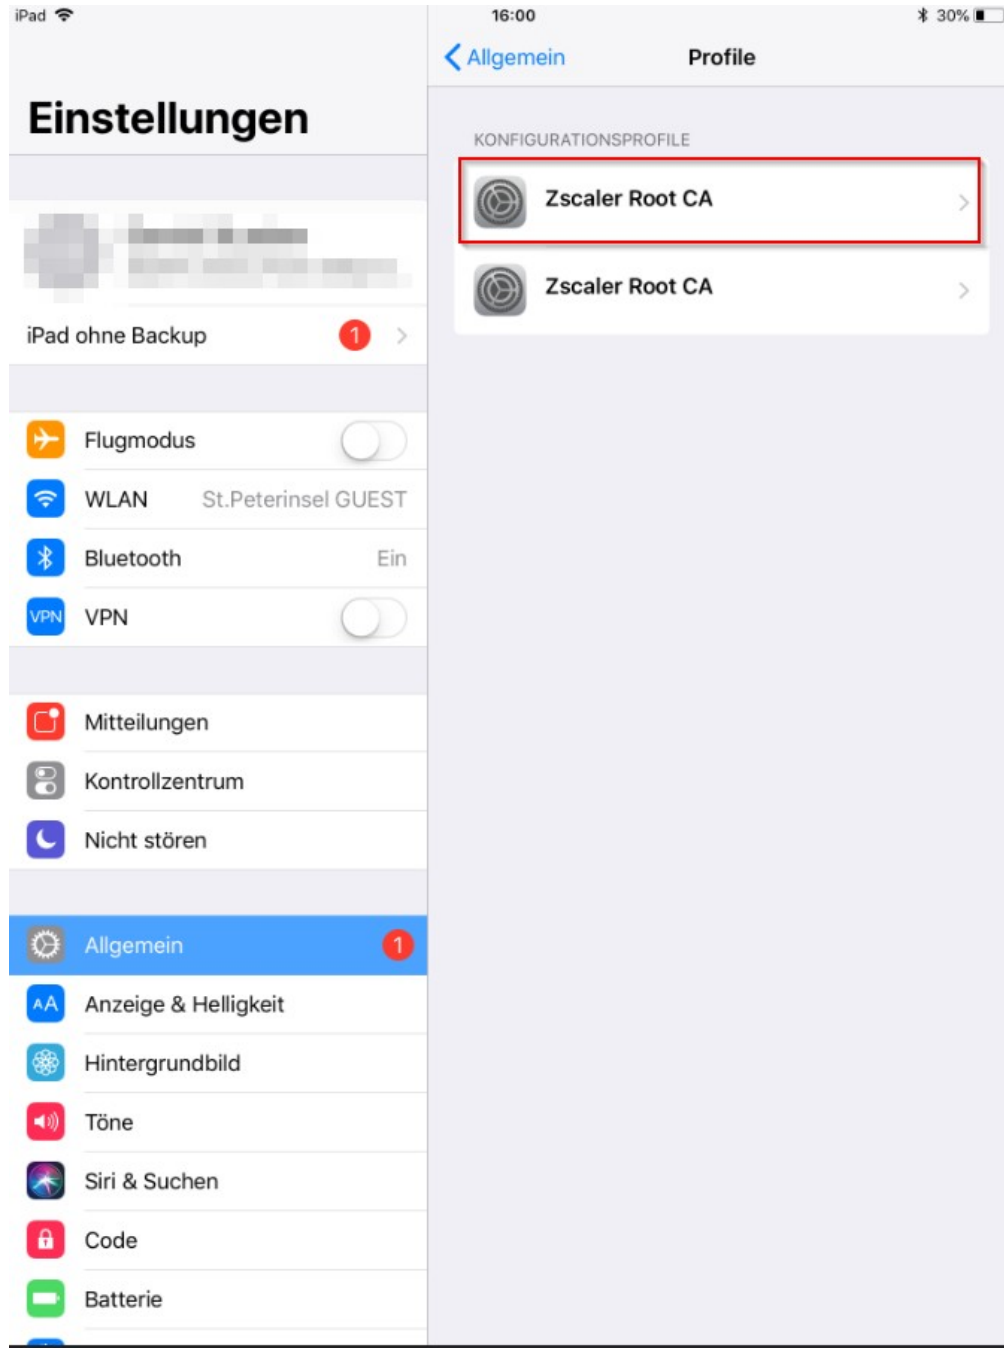 iPad
16:00
30%
Allgemein
Profile
Einstellungen
KONFIGURATIONSPROFILE
Zscaler Root CA
Zscaler Root CA
iPad ohne Backup 1
Flugmodus
WLAN St.Peterinsel GUEST
Bluetooth Ein
VPN VPN
Mitteilungen
Kontrollzentrum
Nicht stören
Allgemein 1
AA Anzeige & Helligkeit
Hintergrundbild
Töne
Siri & Suchen
Code
Batterie